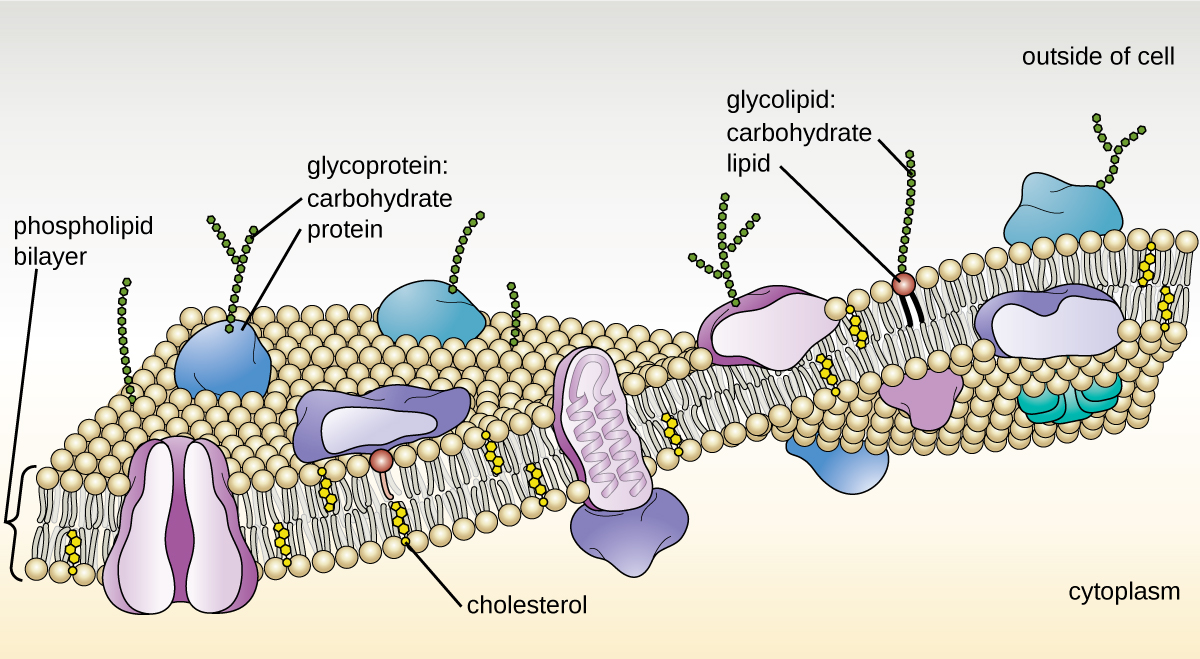 outside of cell
glycolipid:
carbohydrate
lipid
glycoprotein:
carbohydrate
protein
phospholipid
bilayer
cholesterol
cytoplasm